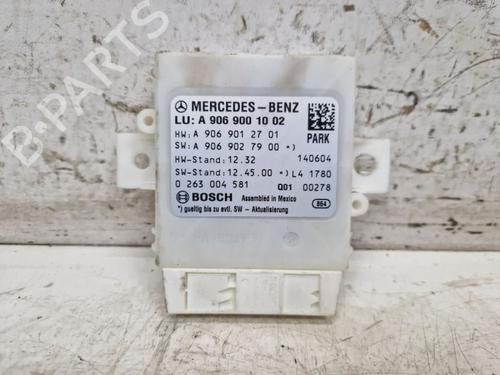 MERCEDES-BENZ
LU: A 906 900 10 02
HW: A 906 901 27 01
SW: A 906 902 79 00 *)
PARK
HW-Stand: 12.32 140604
SW-Stand: 12.45.00 *) L4 1780
0 263 004 581 Q01 00278
BOSCH Assembled in Mexico
*) gueltig bis zu evtl. SW - Aktualisierung
864